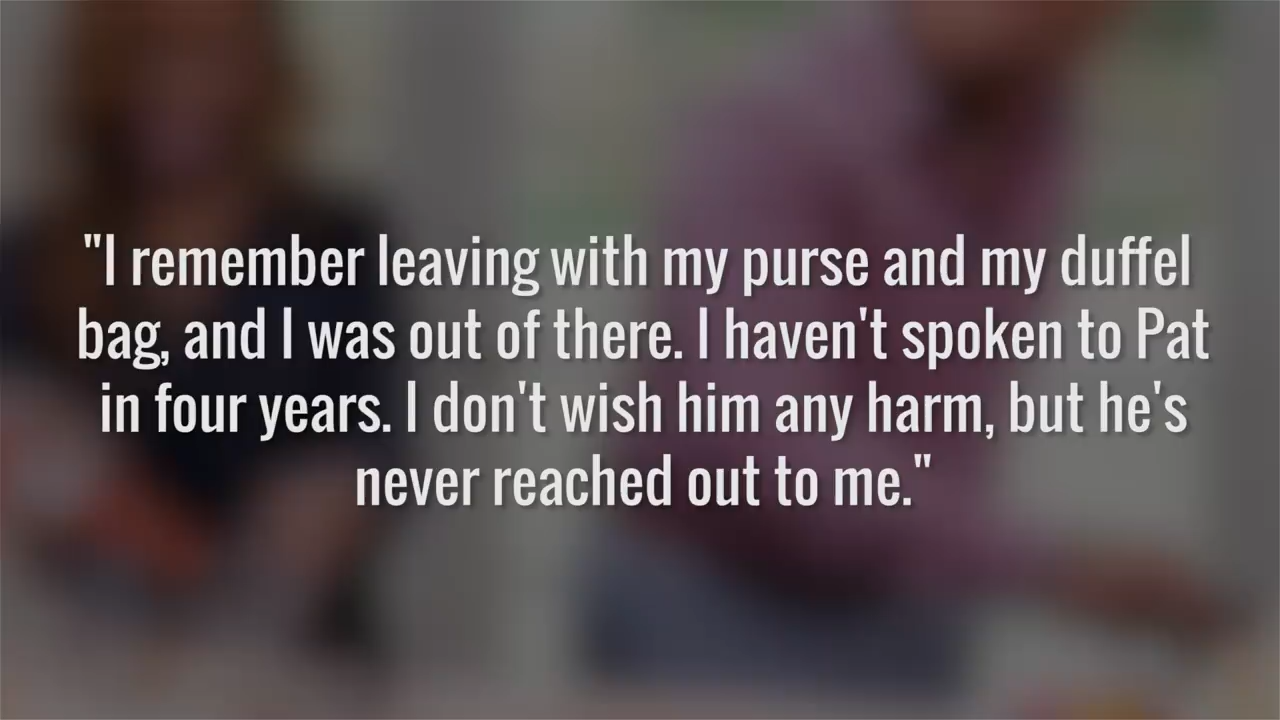 "I remember leaving with my purse and my duffel
bag, and I was out of there. I haven't spoken to Pat
in four years. I don't wish him any harm, but he's
never reached out to me."